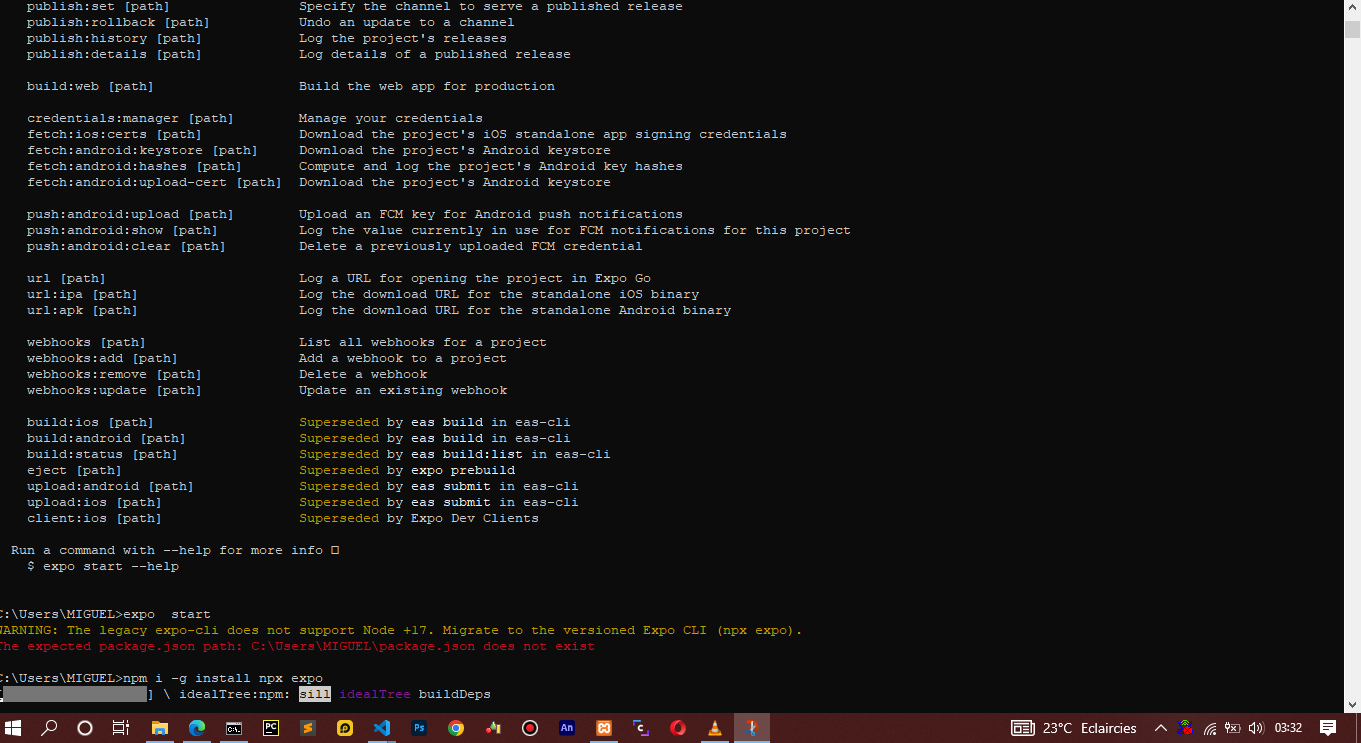 publish:set [path] Specify the channel to serve a published release
publish:rollback [path] Undo an update to a channel
publish:history [path] Log the project's releases
publish:details [path] Log details of a published release
build:web [path] Build the web app for production
credentials:manager [path] Manage your credentials
fetch:ios:certs [path] Download the project's iOS standalone app signing credentials
fetch:android:keystore [path] Download the project's Android keystore
fetch:android:hashes [path] Compute and log the project's Android key hashes
fetch:android:upload-cert [path] Download the project's Android keystore
push:android:upload [path] Upload an FCM key for Android push notifications
push:android:show [path] Log the value currently in use for FCM notifications for this project
push:android:clear [path] Delete a previously uploaded FCM credential
url [path] Log a URL for opening the project in Expo Go
url:ipa [path] Log the download URL for the standalone iOS binary
url:apk [path] Log the download URL for the standalone Android binary
webhooks [path] List all webhooks for a project
webhooks:add [path] Add a webhook to a project
webhooks:remove [path] Delete a webhook
webhooks:update [path] Update an existing webhook
build:ios [path] Superseded by eas build in eas-cli
build:android [path] Superseded by eas build in eas-cli
build:status [path] Superseded by eas build:list in eas-cli
eject [path] Superseded by expo prebuild
upload:android [path] Superseded by eas submit in eas-cli
upload:ios [path] Superseded by eas submit in eas-cli
client:ios [path] Superseded by Expo Dev Clients
Run a command with --help for more info □
$ expo start --help
C:\Users\MIGUEL>expo  start
WARNING: The legacy expo-cli does not support Node +17. Migrate to the versioned Expo CLI (npx expo).
The expected package.json path: C:\Users\MIGUEL\package.json does not exist
C:\Users\MIGUEL>npm i -g install npx expo
[ ] \ idealTree:npm: sill idealTree buildDeps
C:\ PC Ps An 23°C Eclaircies 03:32